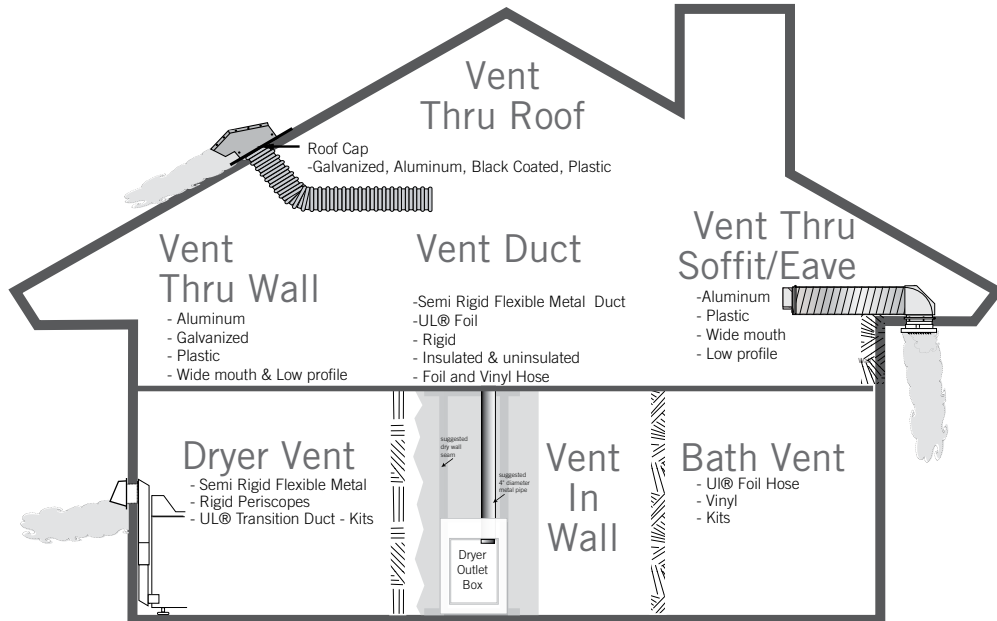 Vent
Thru Roof
Roof Cap
-Galvanized, Aluminum, Black Coated, Plastic
Vent
Thru Wall
- Aluminum
- Galvanized
- Plastic
- Wide mouth & Low profile
Vent Duct
-Semi Rigid Flexible Metal Duct
-UL® Foil
- Rigid
- Insulated & uninsulated
- Foil and Vinyl Hose
Vent Thru
Soffit/Eave
-Aluminum
- Plastic
- Wide mouth
- Low profile
Dryer Vent
- Semi Rigid Flexible Metal
- Rigid Periscopes
- UL® Transition Duct - Kits
suggested
dry wall
seam
suggested
4" diameter
metal pipe
Dryer
Outlet
Box
Vent
In
Wall
Bath Vent
- Ul® Foil Hose
- Vinyl
- Kits